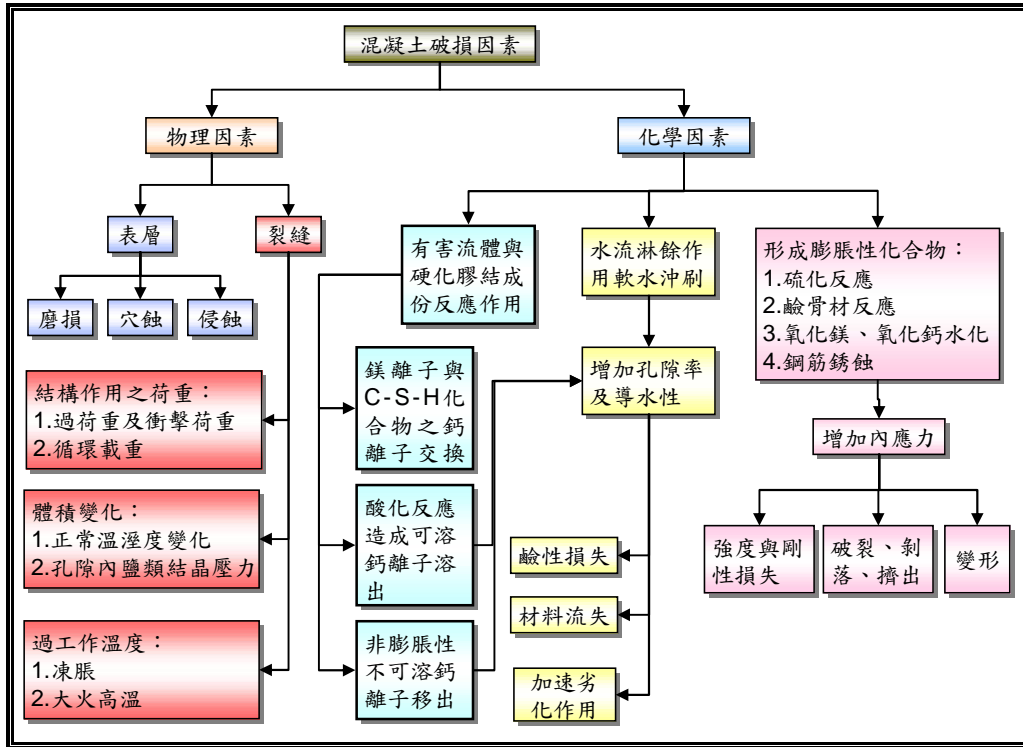 混凝土破損因素
物理因素
化學因素
表層
裂縫
磨損
穴蝕
侵蝕
結構作用之荷重：
1.過荷重及衝擊荷重
2.循環載重
體積變化：
1.正常溫溼度變化
2.孔隙內鹽類結晶壓力
過工作溫度：
1.凍脹
2.大火高溫
有害流體與
硬化膠結成
份反應作用
鎂離子與
C-S-H化
合物之鈣
離子交換
酸化反應
造成可溶
鈣離子溶
出
非膨脹性
不可溶鈣
離子移出
水流淋餘作
用軟水沖刷
增加孔隙率
及導水性
鹼性損失
材料流失
加速劣
化作用
形成膨脹性化合物：
1.硫化反應
2.鹼骨材反應
3.氧化鎂、氧化鈣水化
4.鋼筋銹蝕
增加內應力
強度與剛
性損失
破裂、剝
落、擠出
變形